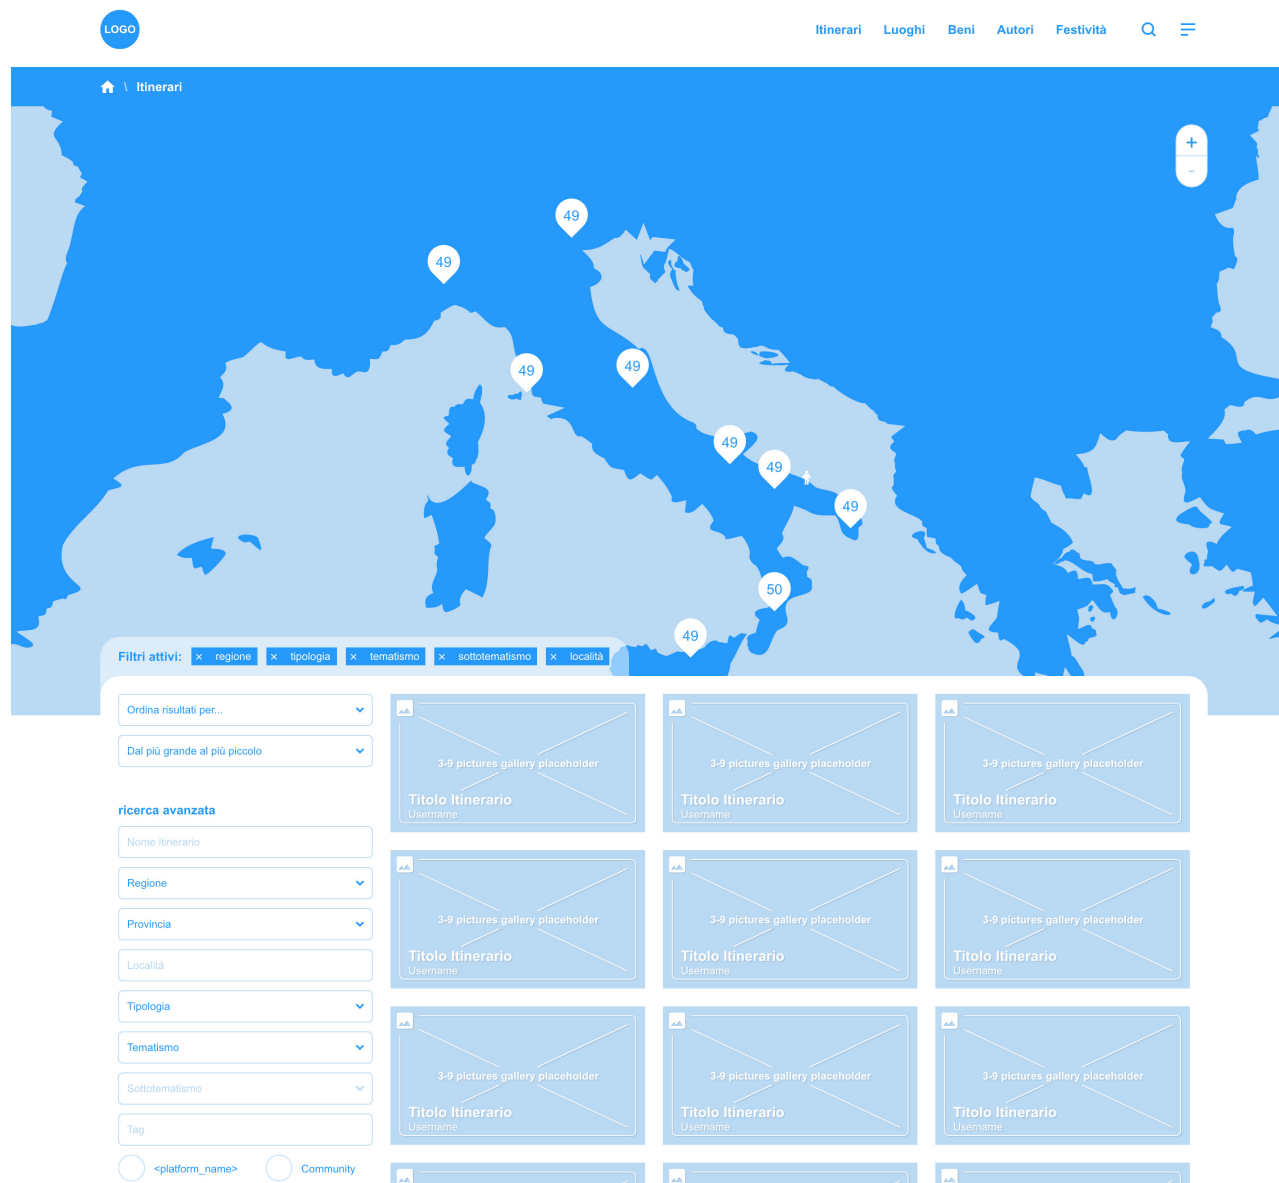 LOGO
Itinerari Luoghi Beni Autori Festività
\ Itinerari
+
-
49
49
49
49
49
49
49
50
49
Filtri attivi: × regione × tipologia × tematismo × sottotematismo × località
Ordina risultati per...
Dal più grande al più piccolo
ricerca avanzata
Nome itinerario
Regione
Provincia
Località
Tipologia
Tematismo
Sottotematismo
Tag
<platform_name> Community
3-9 pictures gallery placeholder
Titolo Itinerario
Username
3-9 pictures gallery placeholder
Titolo Itinerario
Username
3-9 pictures gallery placeholder
Titolo Itinerario
Username
3-9 pictures gallery placeholder
Titolo Itinerario
Username
3-9 pictures gallery placeholder
Titolo Itinerario
Username
3-9 pictures gallery placeholder
Titolo Itinerario
Username
3-9 pictures gallery placeholder
Titolo Itinerario
Username
3-9 pictures gallery placeholder
Titolo Itinerario
Username
3-9 pictures gallery placeholder
Titolo Itinerario
Username